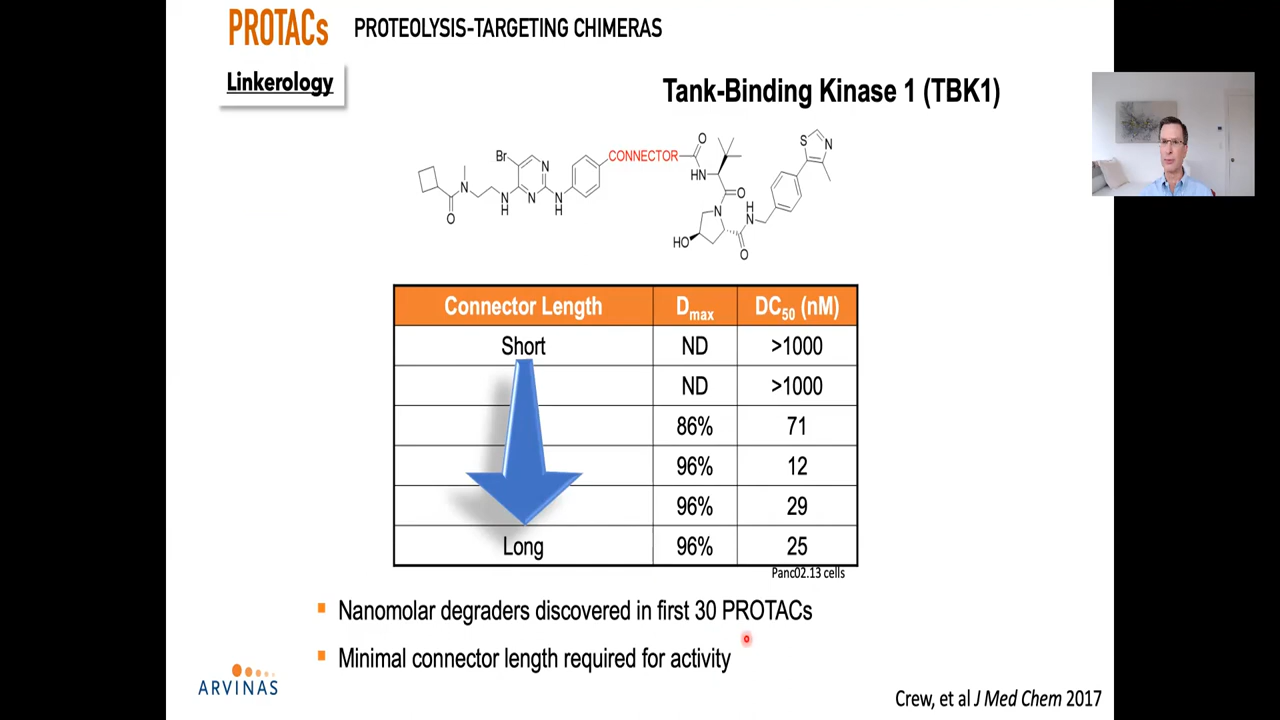 PROTACs PROTEOLYSIS-TARGETING CHIMERAS
Linkerology
Tank-Binding Kinase 1 (TBK1)
Br N N N O N H N H CONNECTOR O HN O N HO N H O S N
Connector Length Dmax DC50 (nM)
Short ND >1000
ND >1000
86% 71
96% 12
96% 29
Long 96% 25
Panc02.13 cells
Nanomolar degraders discovered in first 30 PROTACs
Minimal connector length required for activity
ARVINAS
Crew, et al J Med Chem 2017